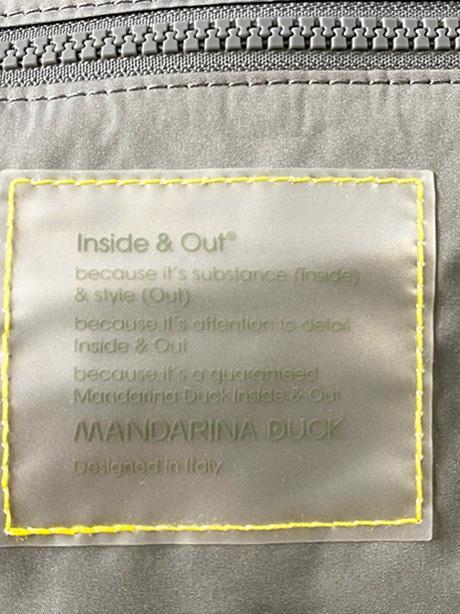 Inside & Out®
because it's substance (Inside)
& style (Out)
because it's attention to detail
Inside & Out
because it's a guaranteed
Mandarina Duck Inside & Out
MANDARINA DUCK
Designed in Italy